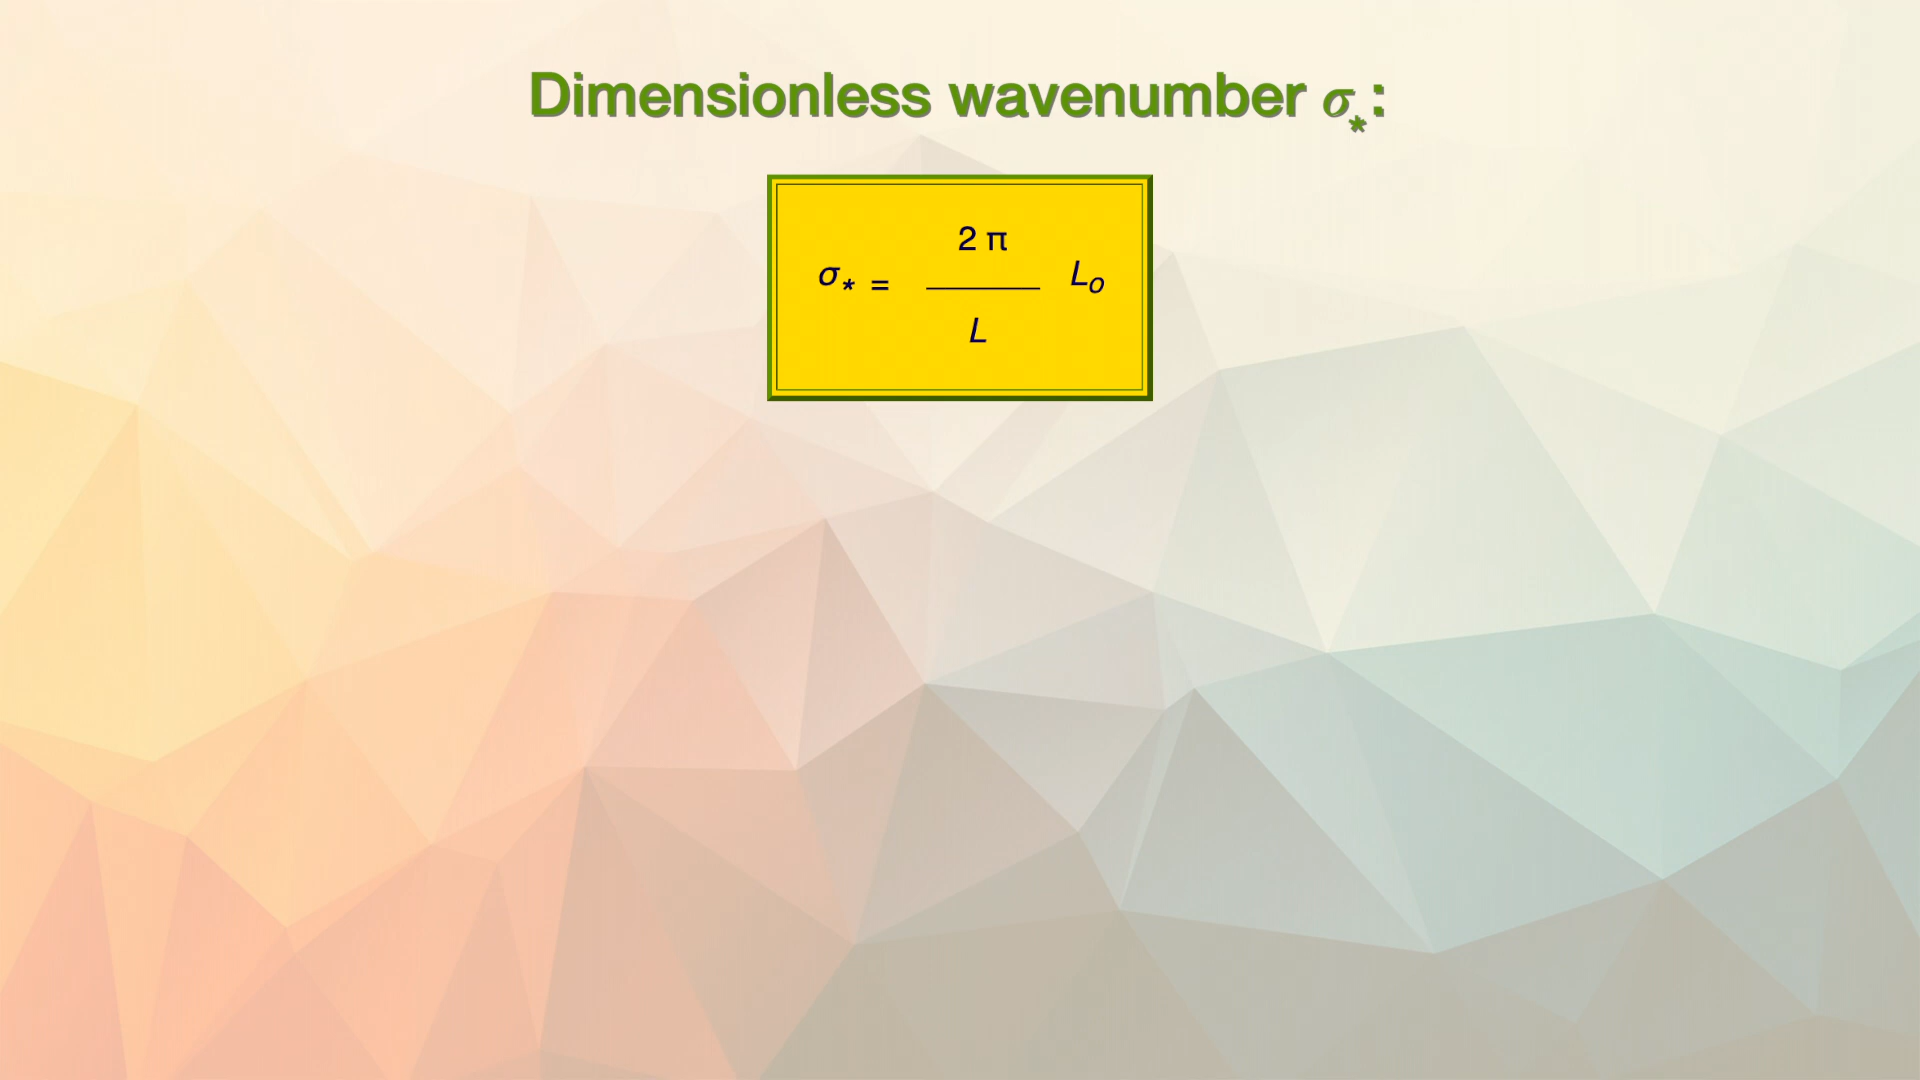 Dimensionless wavenumber σ*:
σ* = 2 π / L Lo